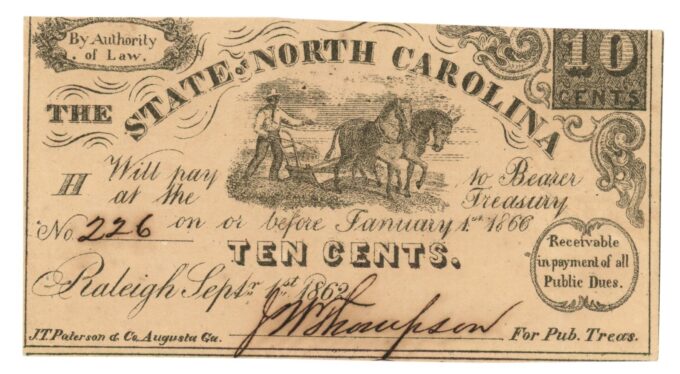 By Authority
of Law.
10
CENTS
THE STATE OF NORTH CAROLINA
H Will pay to Bearer
at the Treasury
No. 226 on or before January 1st 1866
TEN CENTS.
Receivable
in payment of all
Public Dues.
Raleigh Septr. 1st 1862
J. T. Paterson & Co. Augusta Ga. J W Thompson For Pub. Treas.